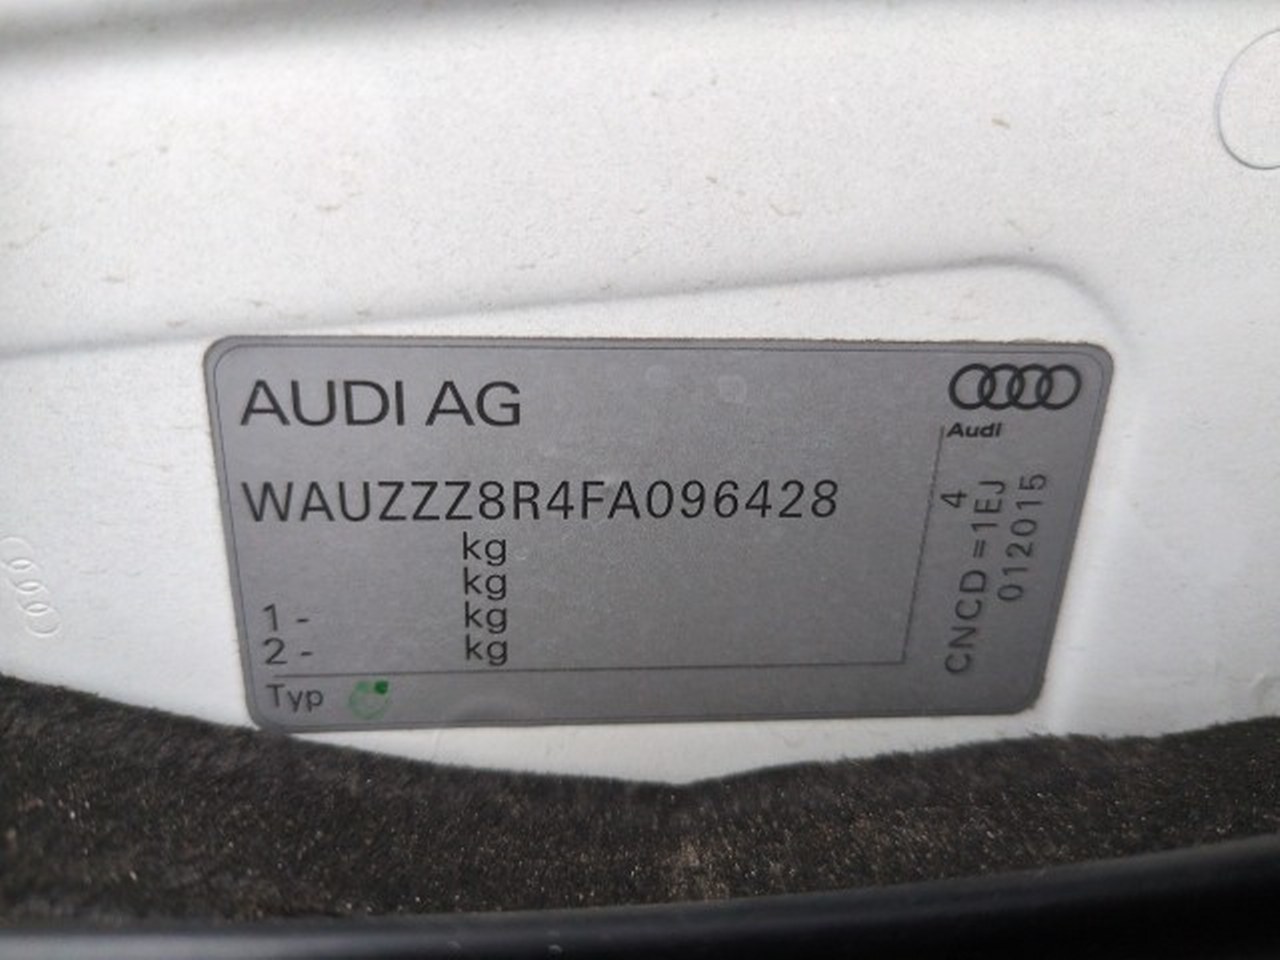 AUDI AG
Audi
WAUZZZ8R4FA096428
kg
kg
1 - kg
2 - kg
Typ
4
CNCD =1EJ
012015